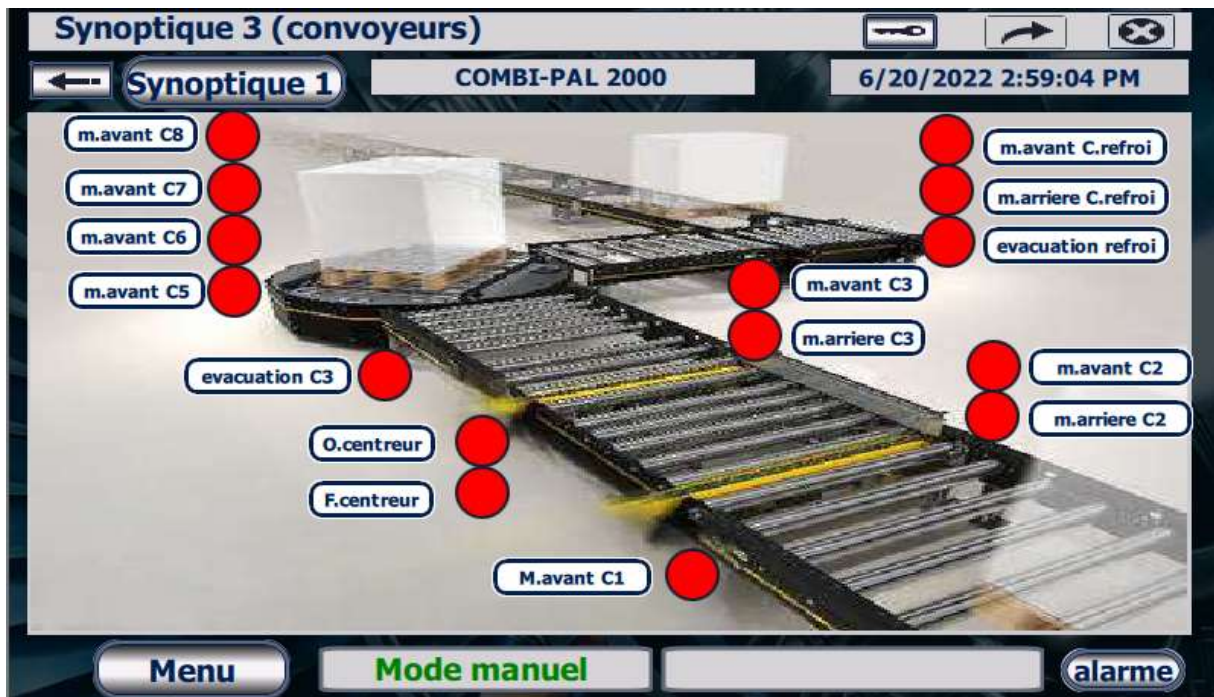 Synoptique 3 (convoyeurs)
Synoptique 1
COMBI-PAL 2000
6/20/2022 2:59:04 PM
m.avant C8
m.avant C7
m.avant C6
m.avant C5
m.avant C.refroi
m.arriere C.refroi
evacuation refroi
m.avant C3
m.arriere C3
evacuation C3
m.avant C2
m.arriere C2
O.centreur
F.centreur
M.avant C1
Menu
Mode manuel
alarme